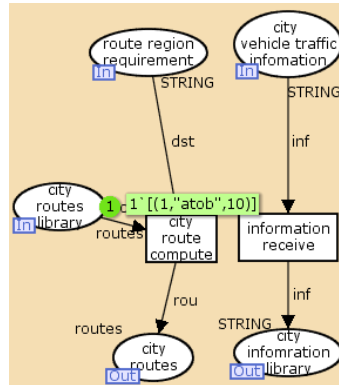 route region
requirement
In
STRING
city
vehicle traffic
infomation
In
STRING
dst
inf
city
routes
library
In
1
1`[(1,"atob",10)]
routes
city
route
compute
information
receive
rou
inf
routes
city
routes
Out
STRING
city
infomration
library
Out